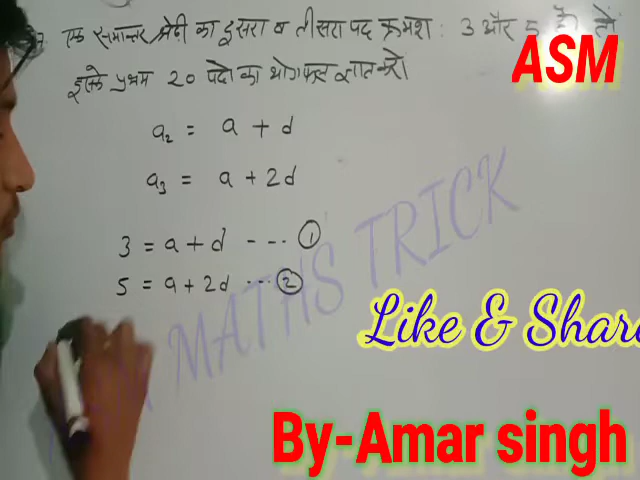 एक समान्तर श्रेढ़ी का दूसरा व तीसरा पद क्रमश: 3 और 5 है तो
इसके प्रथम 20 पदो का योगफल ज्ञात करो
ASM
a₂ = a + d
a₃ = a + 2d
3 = a + d --- ①
5 = a + 2d --- ②
MATHS TRICK
Like & Share
By-Amar singh